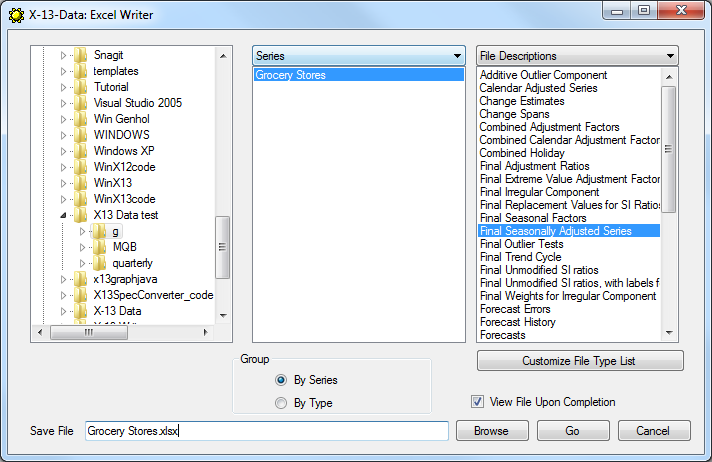 X-13-Data: Excel Writer
Snagit
templates
Tutorial
Visual Studio 2005
Win Genhol
WINDOWS
Windows XP
WinX12code
WinX13
WinX13code
X13 Data test
g
MQB
quarterly
x13graphjava
X13SpecConverter_code
X-13 Data
Series
Grocery Stores
File Descriptions
Additive Outlier Component
Calendar Adjusted Series
Change Estimates
Change Spans
Combined Adjustment Factors
Combined Calendar Adjustment Factor
Combined Holiday
Final Adjustment Ratios
Final Extreme Value Adjustment Factor
Final Irregular Component
Final Replacement Values for SI Ratios
Final Seasonal Factors
Final Seasonally Adjusted Series
Final Outlier Tests
Final Trend Cycle
Final Unmodified SI ratios
Final Unmodified SI ratios, with labels f
Final Weights for Irregular Component
Forecast Errors
Forecast History
Forecasts
Customize File Type List
Group
By Series
By Type
View File Upon Completion
Save File
Grocery Stores.xlsx
Browse
Go
Cancel